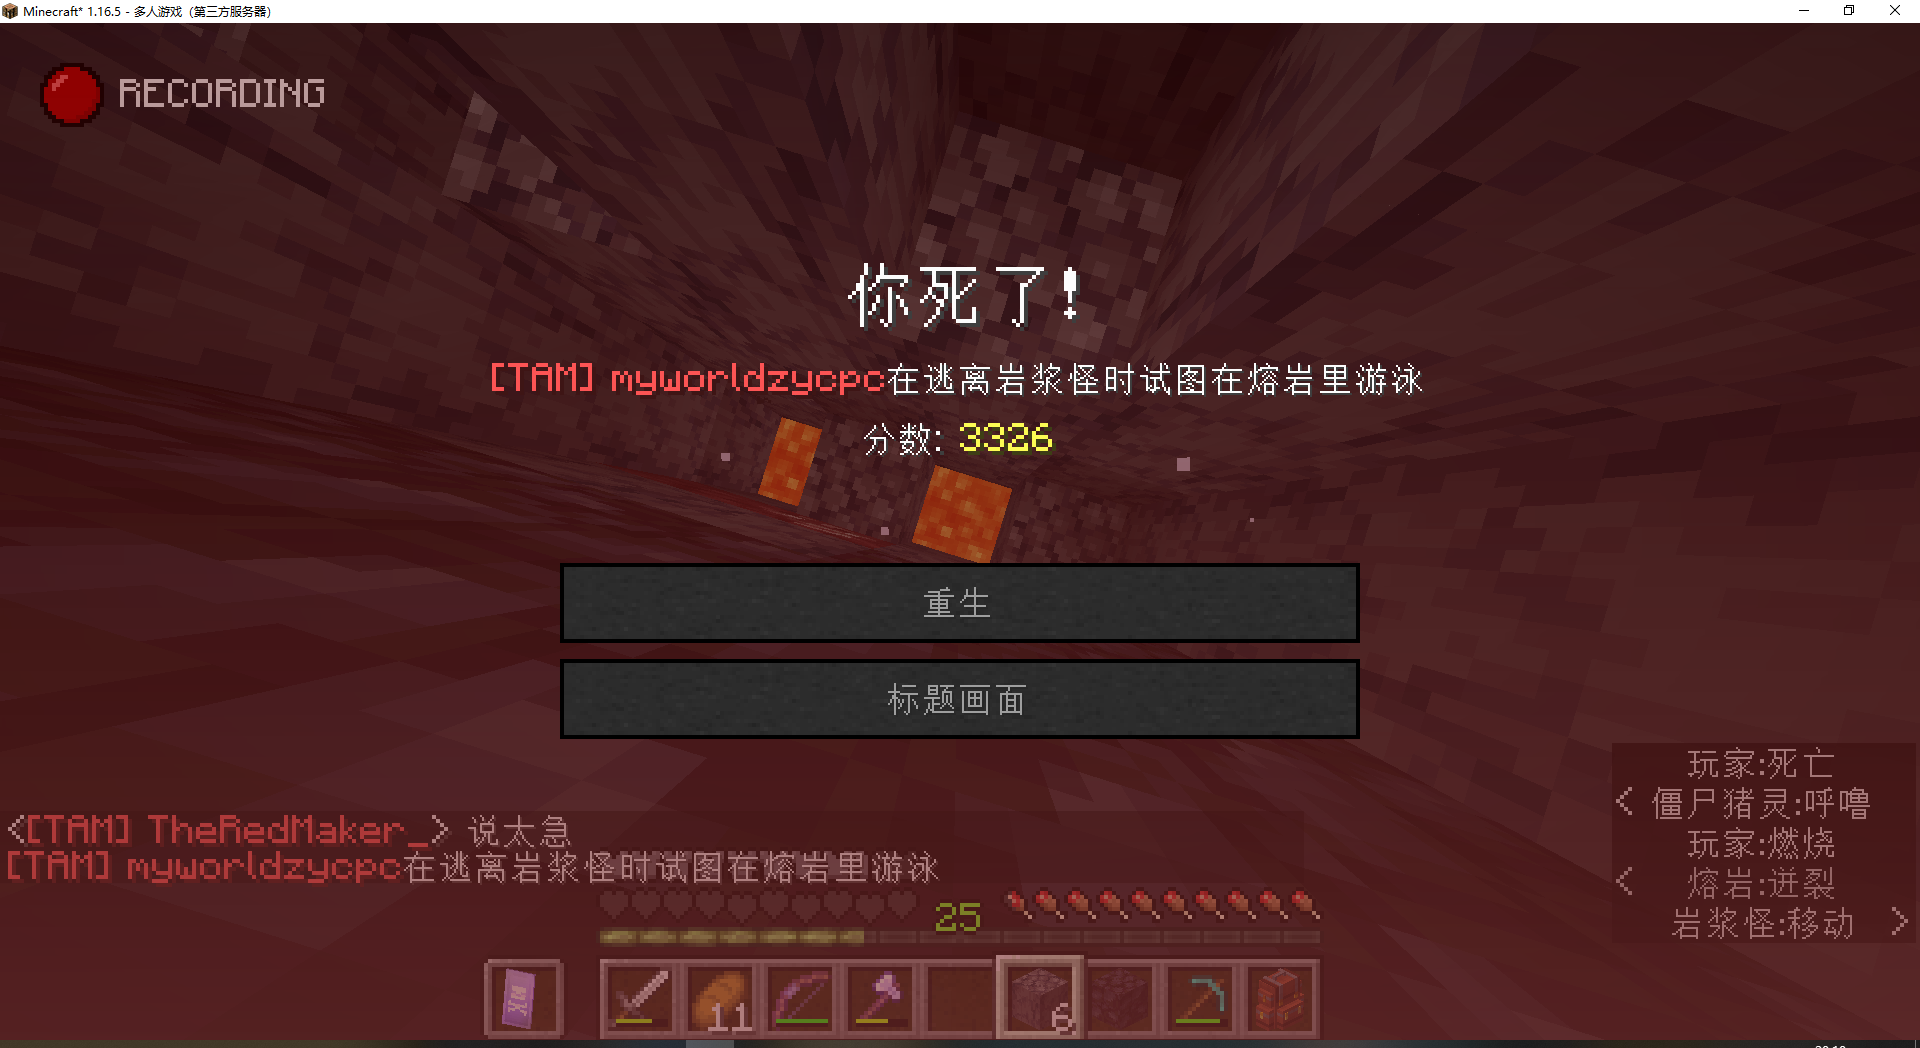 Minecraft* 1.16.5 - 多人游戏（第三方服务器）
RECORDING
你死了!
[TAM] myworldzycpc在逃离岩浆怪时试图在熔岩里游泳
分数: 3326
重生
标题画面
玩家:死亡
< 僵尸猪灵:呼噜
玩家:燃烧
< 熔岩:迸裂
岩浆怪:移动 >
<[TAM] TheRedMaker_> 说太急
[TAM] myworldzycpc在逃离岩浆怪时试图在熔岩里游泳
25
11
6